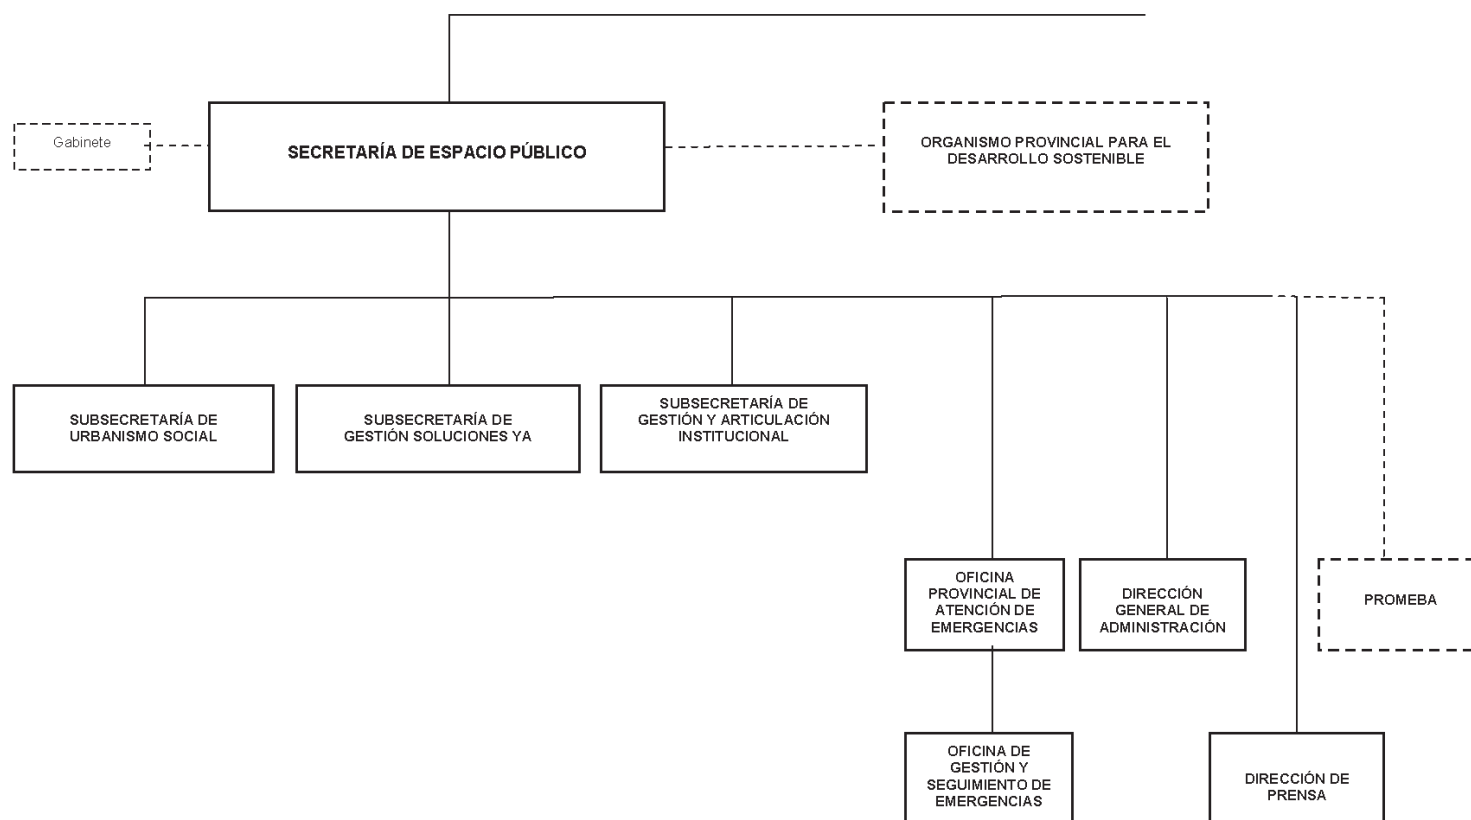 Gabinete
SECRETARÍA DE ESPACIO PÚBLICO
ORGANISMO PROVINCIAL PARA EL
DESARROLLO SOSTENIBLE
SUBSECRETARÍA DE
URBANISMO SOCIAL
SUBSECRETARÍA DE
GESTIÓN SOLUCIONES YA
SUBSECRETARÍA DE
GESTIÓN Y ARTICULACIÓN
INSTITUCIONAL
OFICINA
PROVINCIAL DE
ATENCIÓN DE
EMERGENCIAS
DIRECCIÓN
GENERAL DE
ADMINISTRACIÓN
PROMEBA
OFICINA DE
GESTIÓN Y
SEGUIMIENTO DE
EMERGENCIAS
DIRECCIÓN DE
PRENSA